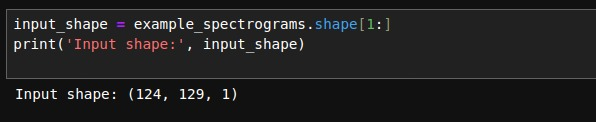 input_shape = example_spectrograms.shape[1:]
print('Input shape:', input_shape)
Input shape: (124, 129, 1)